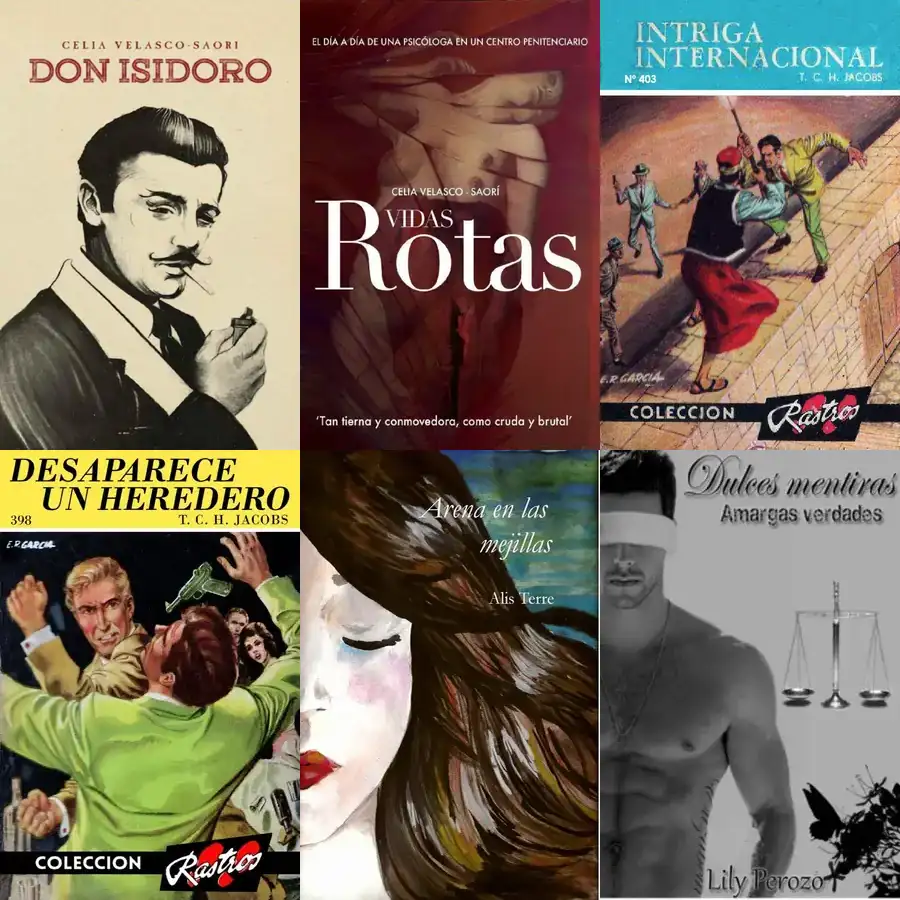 CELIA VELASCO-SAORI
DON ISIDORO
EL DÍA A DÍA DE UNA PSICÓLOGA EN UN CENTRO PENITENCIARIO
CELIA VELASCO - SAORÍ
VIDAS
Rotas
'Tan tierna y conmovedora, como cruda y brutal'
INTRIGA
INTERNACIONAL
Nº 403
T. C. H. JACOBS
E.R. GARCIA
COLECCION Rastros
DESAPARECE
UN HEREDERO
398
T. C. H. JACOBS
E.R. GARCIA
COLECCION Rastros
Arena en las
mejillas
Alis Terre
Dulces mentiras
Amargas verdades
Lily Perozo